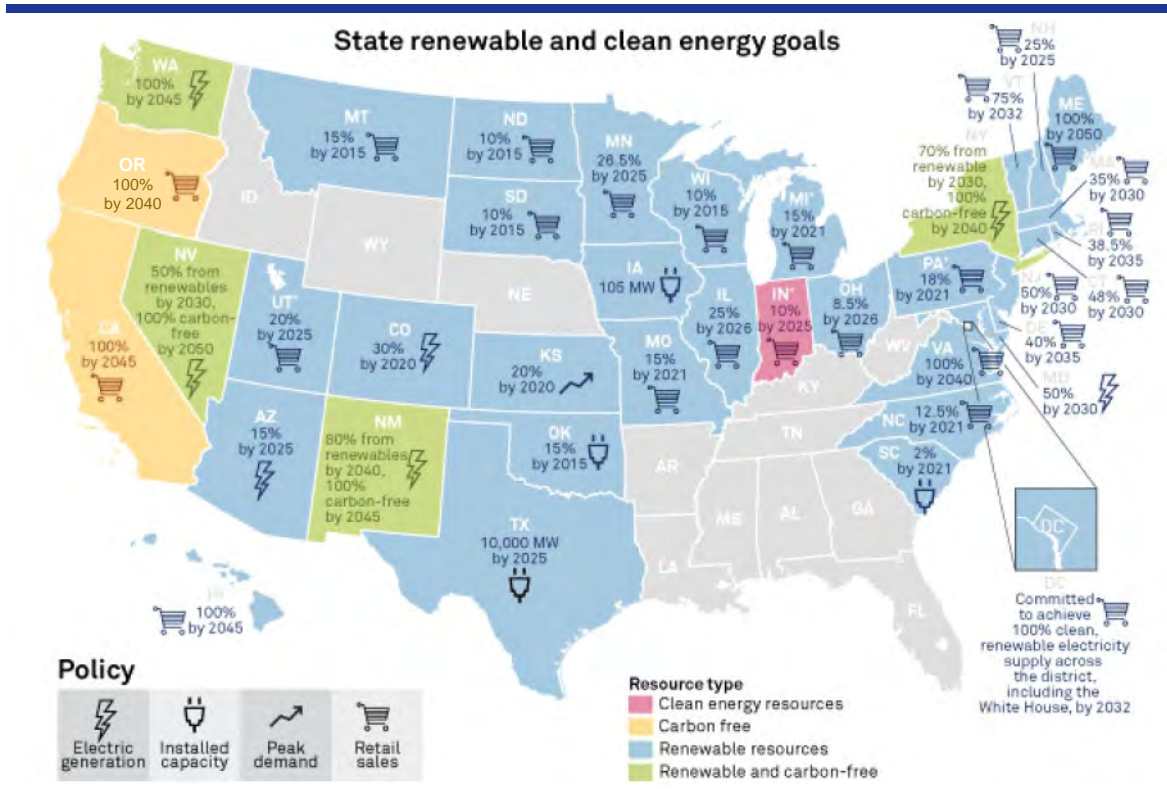 State renewable and clean energy goals
WA
100%
by 2045
OR
100%
by 2040
CA
100%
by 2045
NV
50% from
renewables
by 2030,
100% carbon-
free
by 2050
ID
MT
15%
by 2015
WY
UT*
20%
by 2025
CO
30%
by 2020
AZ
15%
by 2025
NM
80% from
renewables
by 2040,
100%
carbon-free
by 2045
ND
10%
by 2015
SD
10%
by 2015
NE
KS
20%
by 2020
OK
15%
by 2015
TX
10,000 MW
by 2025
MN
26.5%
by 2025
IA
105 MW
MO
15%
by 2021
AR
LA
WI
10%
by 2015
IL
25%
by 2026
MI*
15%
by 2021
IN*
10%
by 2025
OH
8.5%
by 2026
KY
TN
MS
AL
GA
FL
WV
VA
100%
by 2040
NC
12.5%
by 2021
SC
2%
by 2021
PA*
18%
by 2021
NY
70% from
renewable
by 2030,
100%
carbon-free
by 2040
VT
75%
by 2032
NH
25%
by 2025
ME
100%
by 2050
MA
35%
by 2030
RI
38.5%
by 2035
CT
48%
by 2030
NJ
50%
by 2030
DE
40%
by 2035
MD
50%
by 2030
DC
DC
Committed
to achieve
100% clean,
renewable electricity
supply across
the district,
including the
White House, by 2032
HI
100%
by 2045
Policy
Electric
generation
Installed
capacity
Peak
demand
Retail
sales
Resource type
Clean energy resources
Carbon free
Renewable resources
Renewable and carbon-free